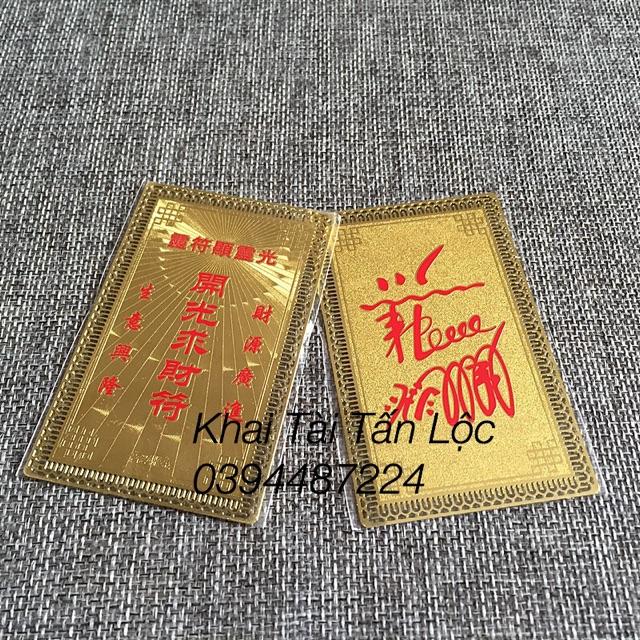 靈符顯靈光
財源廣進
開光求財符
生意興隆
Khai Tài Tấn Lộc
0394487224